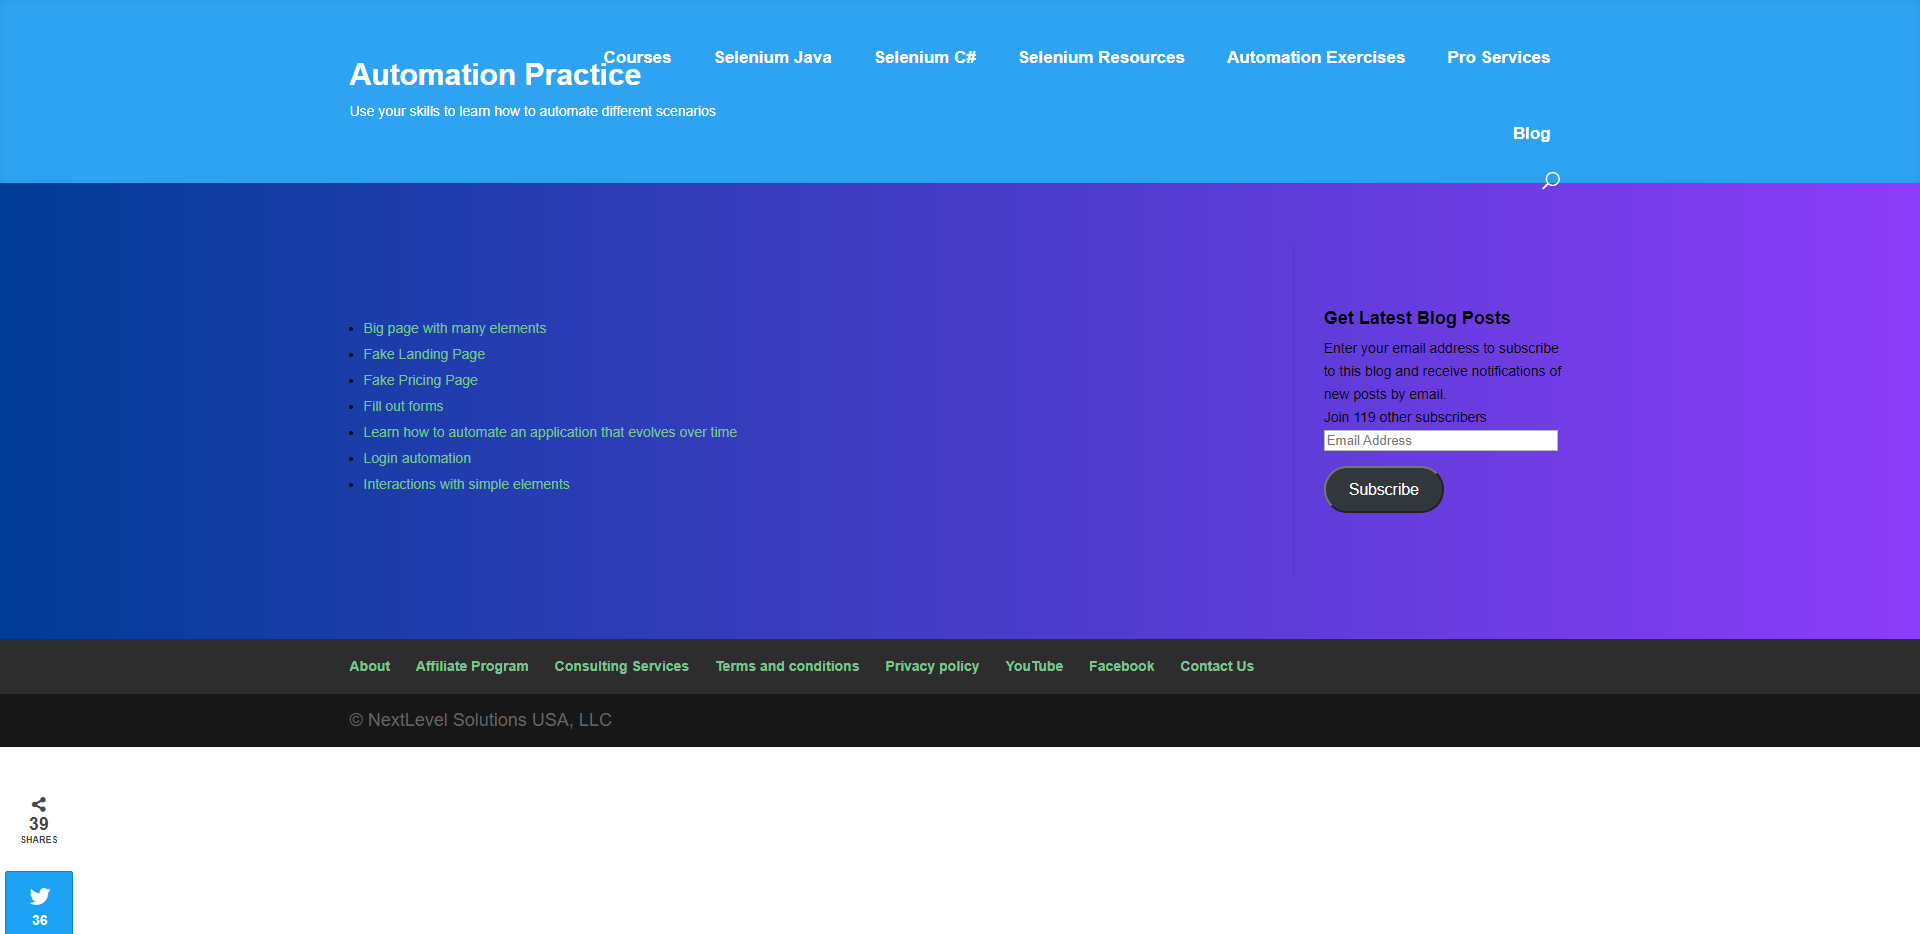 Courses Selenium Java Selenium C# Selenium Resources Automation Exercises Pro Services
Automation Practice
Use your skills to learn how to automate different scenarios
Blog
Big page with many elements
Fake Landing Page
Fake Pricing Page
Fill out forms
Learn how to automate an application that evolves over time
Login automation
Interactions with simple elements
Get Latest Blog Posts
Enter your email address to subscribe
to this blog and receive notifications of
new posts by email.
Join 119 other subscribers
Email Address
Subscribe
About Affiliate Program Consulting Services Terms and conditions Privacy policy YouTube Facebook Contact Us
© NextLevel Solutions USA, LLC
39
SHARES
36